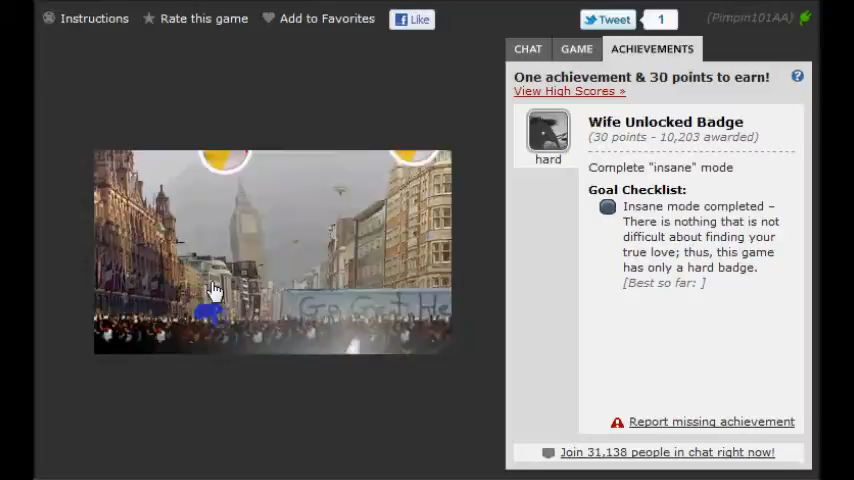 Instructions
Rate this game
Add to Favorites
Like
Tweet
1
(Pimpin101AA)
CHAT
GAME
ACHIEVEMENTS
One achievement & 30 points to earn!
View High Scores »
Wife Unlocked Badge
(30 points - 10,203 awarded)
hard
Complete "insane" mode
Goal Checklist:
Insane mode completed –
There is nothing that is not
difficult about finding your
true love; thus, this game
has only a hard badge.
[Best so far: ]
Go Get He
Report missing achievement
Join 31,138 people in chat right now!